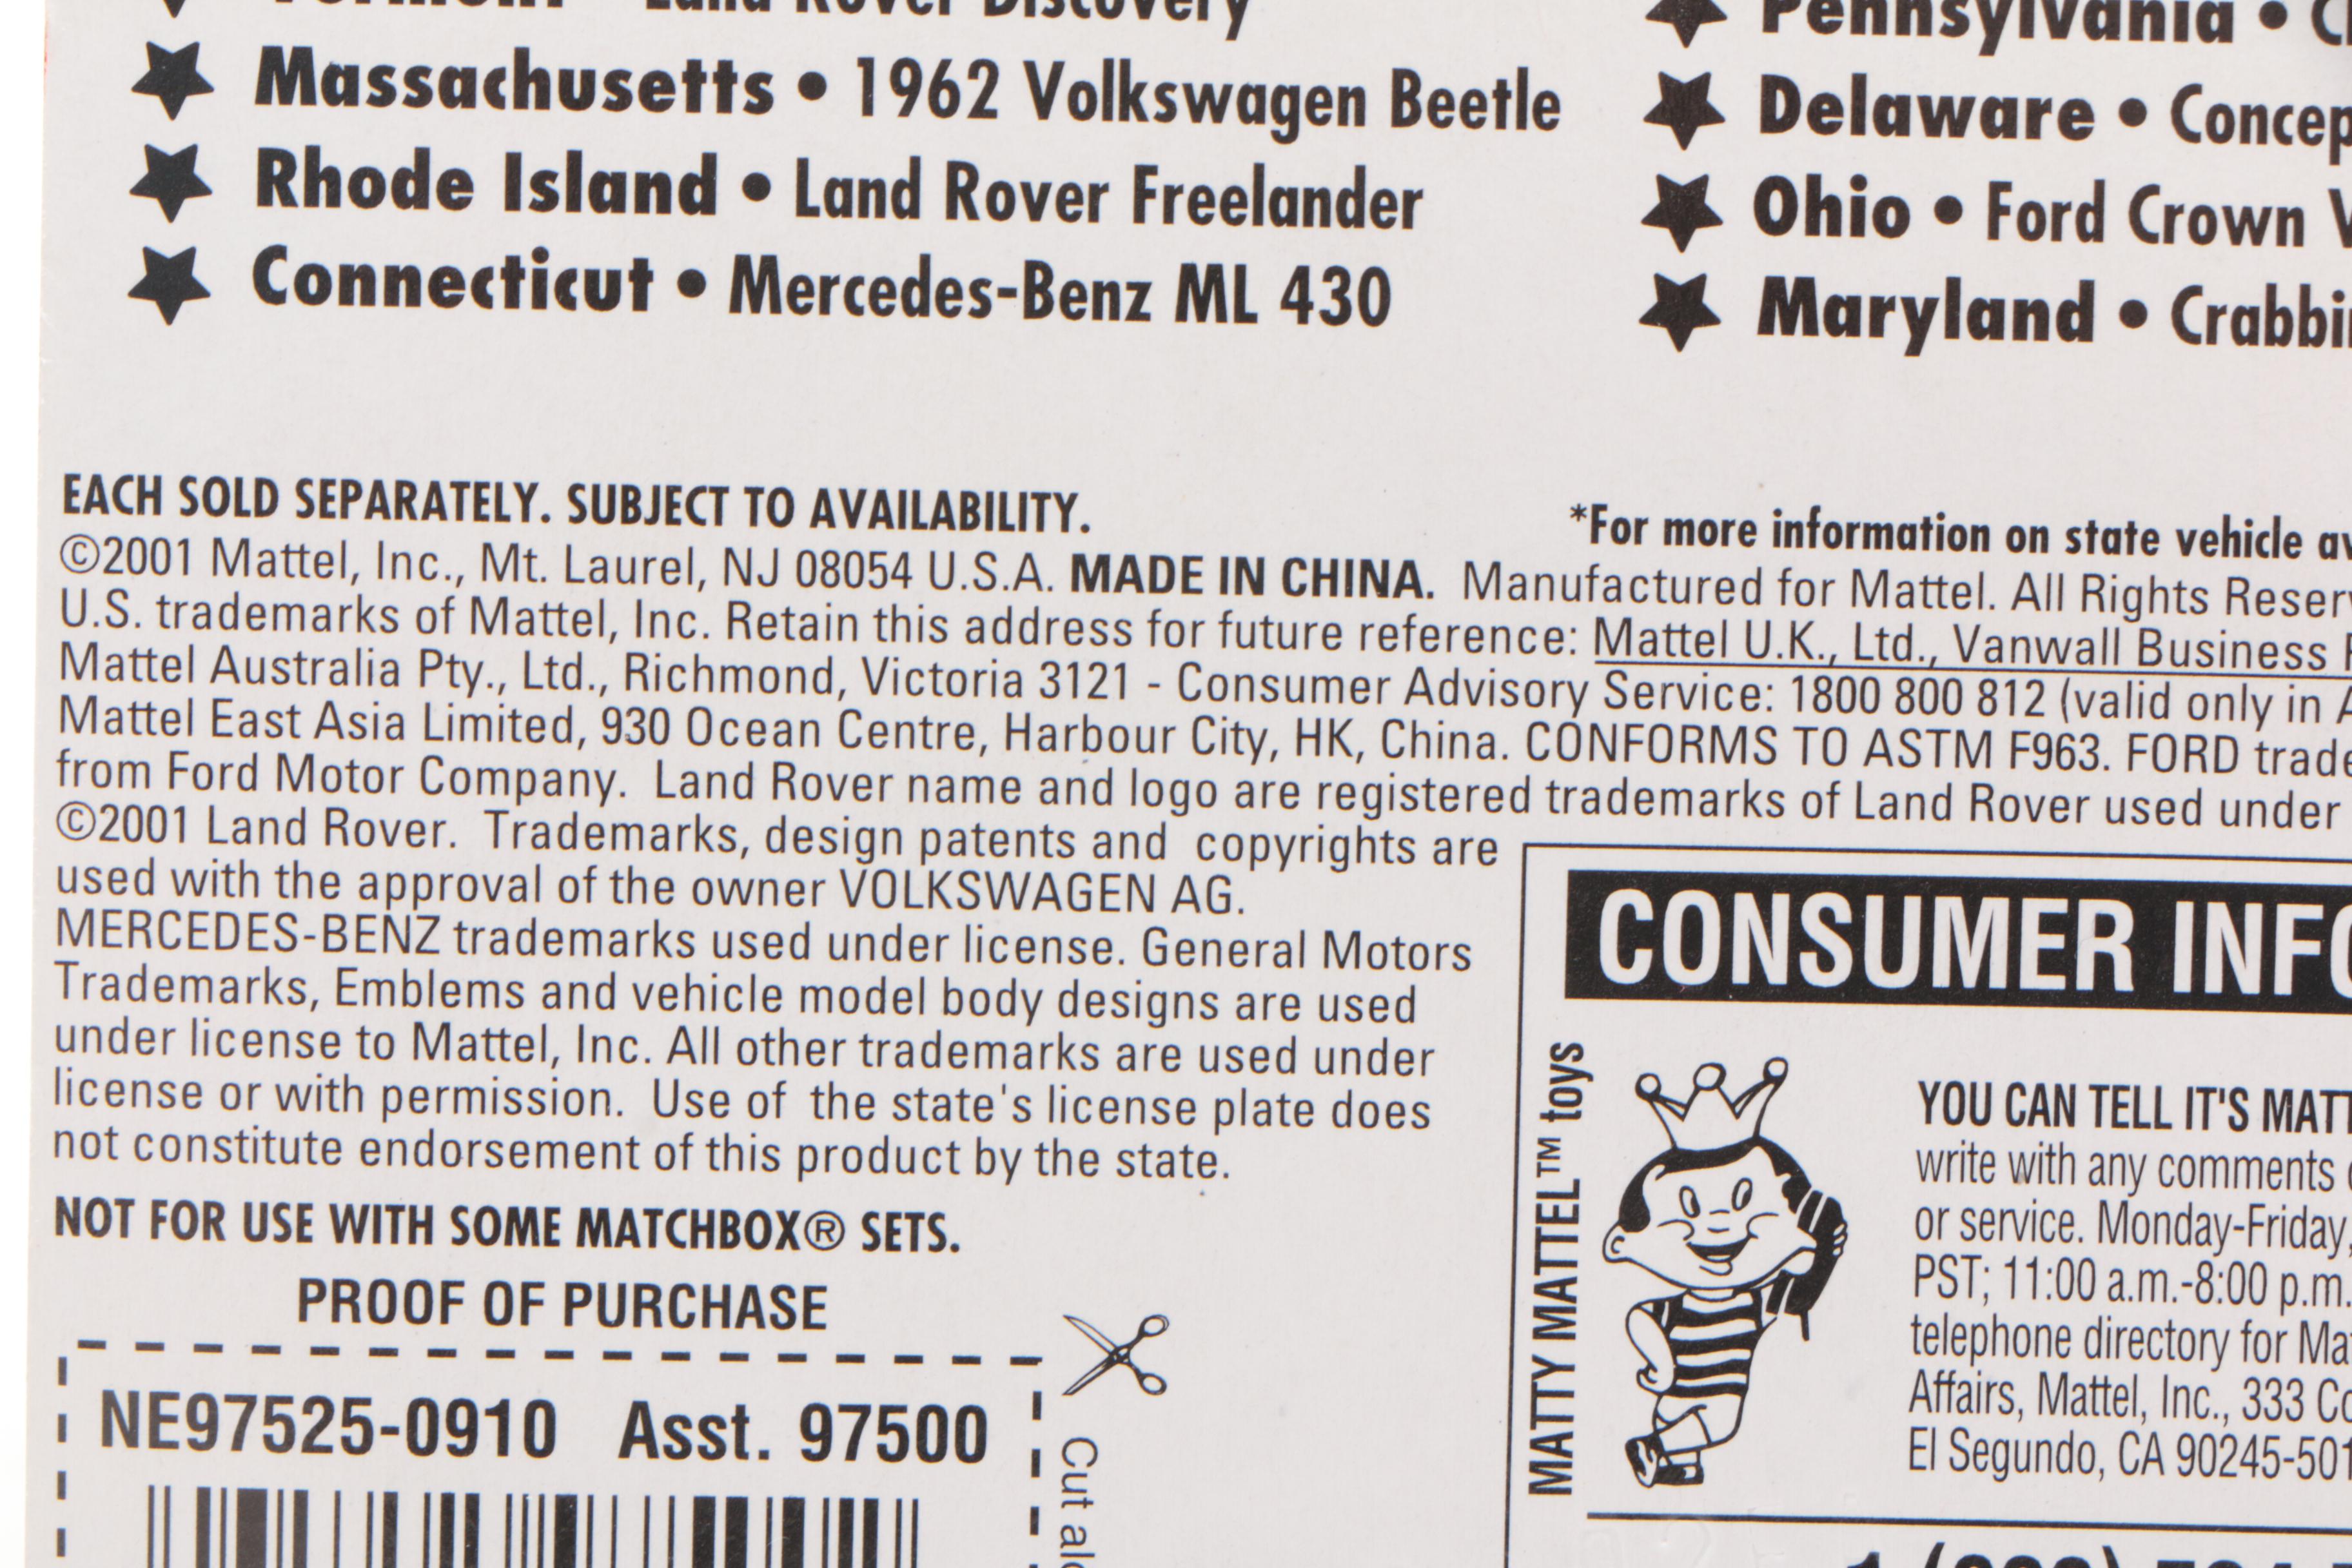 Vermont • Land Rover Discovery
★ Massachusetts • 1962 Volkswagen Beetle
★ Rhode Island • Land Rover Freelander
★ Connecticut • Mercedes-Benz ML 430
★ Pennsylvania •
★ Delaware •
★ Ohio • Ford Crown
★ Maryland •
EACH SOLD SEPARATELY. SUBJECT TO AVAILABILITY.
*For more information on state vehicle
©2001 Mattel, Inc., Mt. Laurel, NJ 08054 U.S.A. MADE IN CHINA. Manufactured for Mattel. All Rights
U.S. trademarks of Mattel, Inc. Retain this address for future reference: Mattel U.K., Ltd., Vanwall Business
Mattel Australia Pty., Ltd., Richmond, Victoria 3121 - Consumer Advisory Service: 1800 800 812 (valid only in
Mattel East Asia Limited, 930 Ocean Centre, Harbour City, HK, China. CONFORMS TO ASTM F963. FORD
from Ford Motor Company. Land Rover name and logo are registered trademarks of Land Rover used under
©2001 Land Rover. Trademarks, design patents and copyrights are
used with the approval of the owner VOLKSWAGEN AG.
MERCEDES-BENZ trademarks used under license. General Motors
Trademarks, Emblems and vehicle model body designs are used
under license to Mattel, Inc. All other trademarks are used under
license or with permission. Use of the state's license plate does
not constitute endorsement of this product by the state.
NOT FOR USE WITH SOME MATCHBOX® SETS.
PROOF OF PURCHASE
NE97525-0910 Asst. 97500
Cut
MATTY MATTEL™ toys
CONSUMER
YOU CAN TELL IT'S
write with any comments
or service. Monday-Friday,
PST; 11:00 a.m.-8:00 p.m.
telephone directory for
Affairs, Mattel, Inc., 333
El Segundo, CA